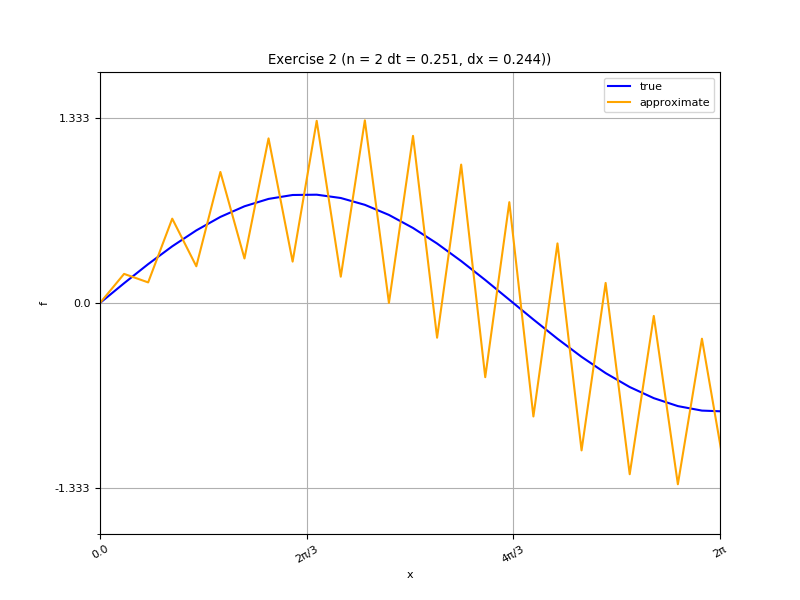 Exercise 2 (n = 2 dt = 0.251, dx = 0.244))
true
approximate
1.333
0.0
-1.333
f
0.0
2π/3
4π/3
2π
x